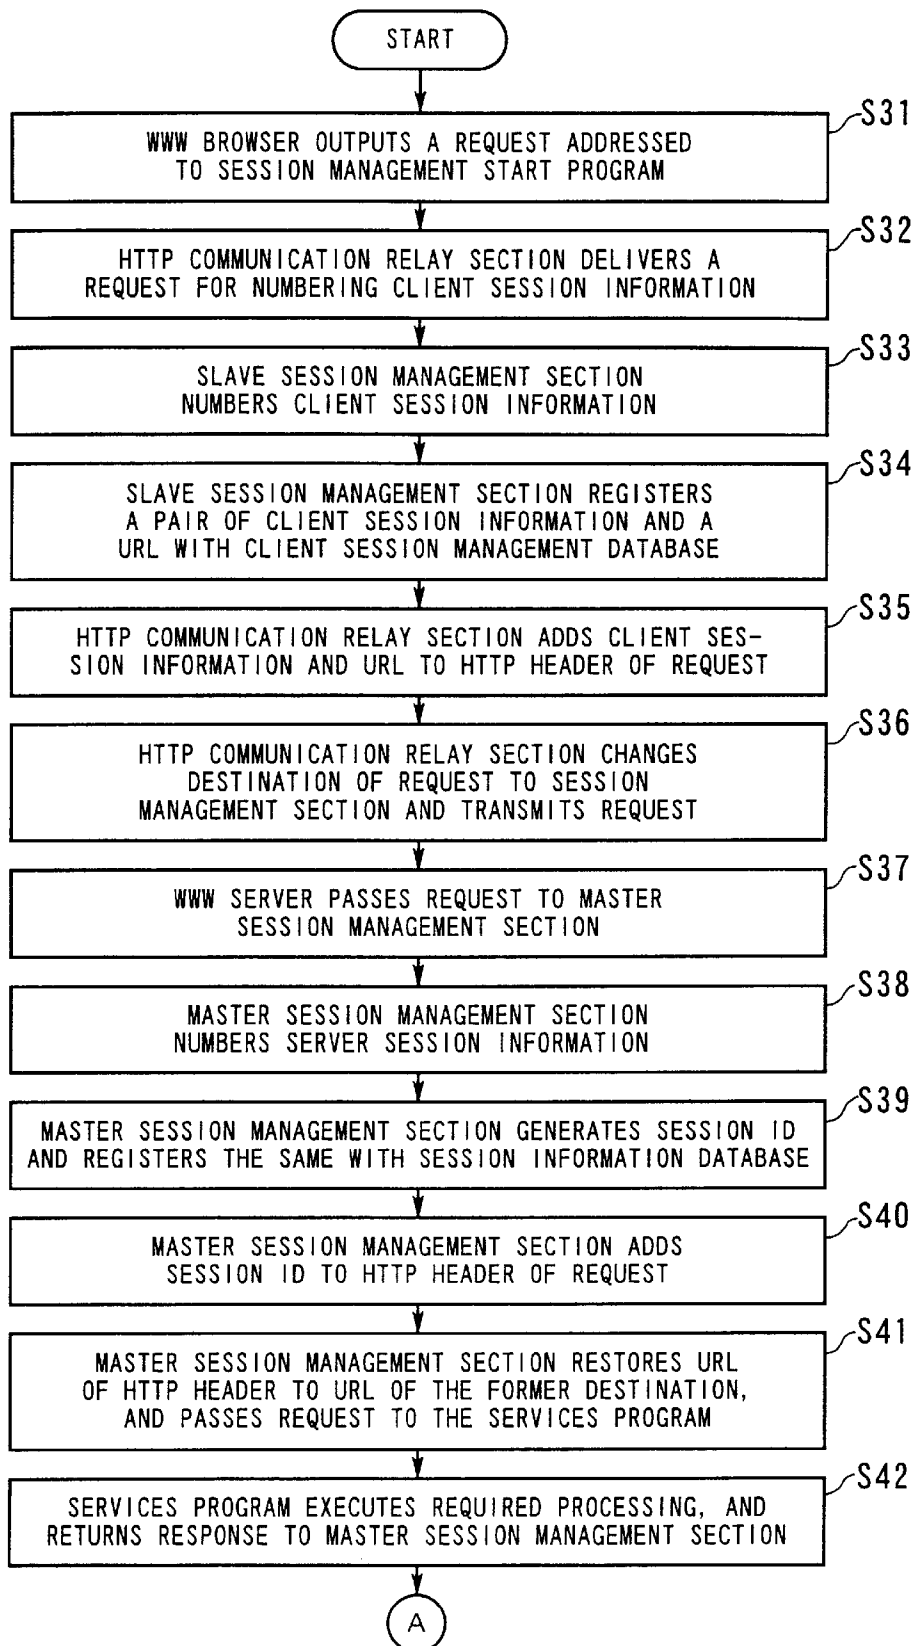 START
S31
WWW BROWSER OUTPUTS A REQUEST ADDRESSED
TO SESSION MANAGEMENT START PROGRAM
S32
HTTP COMMUNICATION RELAY SECTION DELIVERS A
REQUEST FOR NUMBERING CLIENT SESSION INFORMATION
S33
SLAVE SESSION MANAGEMENT SECTION
NUMBERS CLIENT SESSION INFORMATION
S34
SLAVE SESSION MANAGEMENT SECTION REGISTERS
A PAIR OF CLIENT SESSION INFORMATION AND A
URL WITH CLIENT SESSION MANAGEMENT DATABASE
S35
HTTP COMMUNICATION RELAY SECTION ADDS CLIENT SES-
SION INFORMATION AND URL TO HTTP HEADER OF REQUEST
S36
HTTP COMMUNICATION RELAY SECTION CHANGES
DESTINATION OF REQUEST TO SESSION
MANAGEMENT SECTION AND TRANSMITS REQUEST
S37
WWW SERVER PASSES REQUEST TO MASTER
SESSION MANAGEMENT SECTION
S38
MASTER SESSION MANAGEMENT SECTION
NUMBERS SERVER SESSION INFORMATION
S39
MASTER SESSION MANAGEMENT SECTION GENERATES SESSION ID
AND REGISTERS THE SAME WITH SESSION INFORMATION DATABASE
S40
MASTER SESSION MANAGEMENT SECTION ADDS
SESSION ID TO HTTP HEADER OF REQUEST
S41
MASTER SESSION MANAGEMENT SECTION RESTORES URL
OF HTTP HEADER TO URL OF THE FORMER DESTINATION,
AND PASSES REQUEST TO THE SERVICES PROGRAM
S42
SERVICES PROGRAM EXECUTES REQUIRED PROCESSING, AND
RETURNS RESPONSE TO MASTER SESSION MANAGEMENT SECTION
A